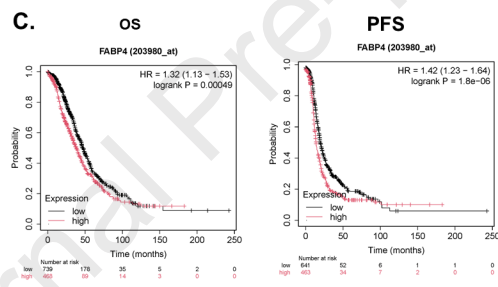 C.
OS
PFS
FABP4 (203980_at)
HR = 1.32 (1.13 − 1.53)
logrank P = 0.00049
Probability
1.0
0.8
0.6
0.4
0.2
0.0
Expression
low
high
0 50 100 150 200 250
Time (months)
Number at risk
low 739 178 35 5 2 0
high 89 14 3 0 0
FABP4 (203980_at)
HR = 1.42 (1.23 − 1.64)
logrank P = 1.8e−06
Probability
1.0
0.8
0.6
0.4
0.2
0.0
Expression
low
high
0 50 100 150 200 250
Time (months)
Number at risk
low 641 52 6 1 1 0
high 463 34 7 2 0 0